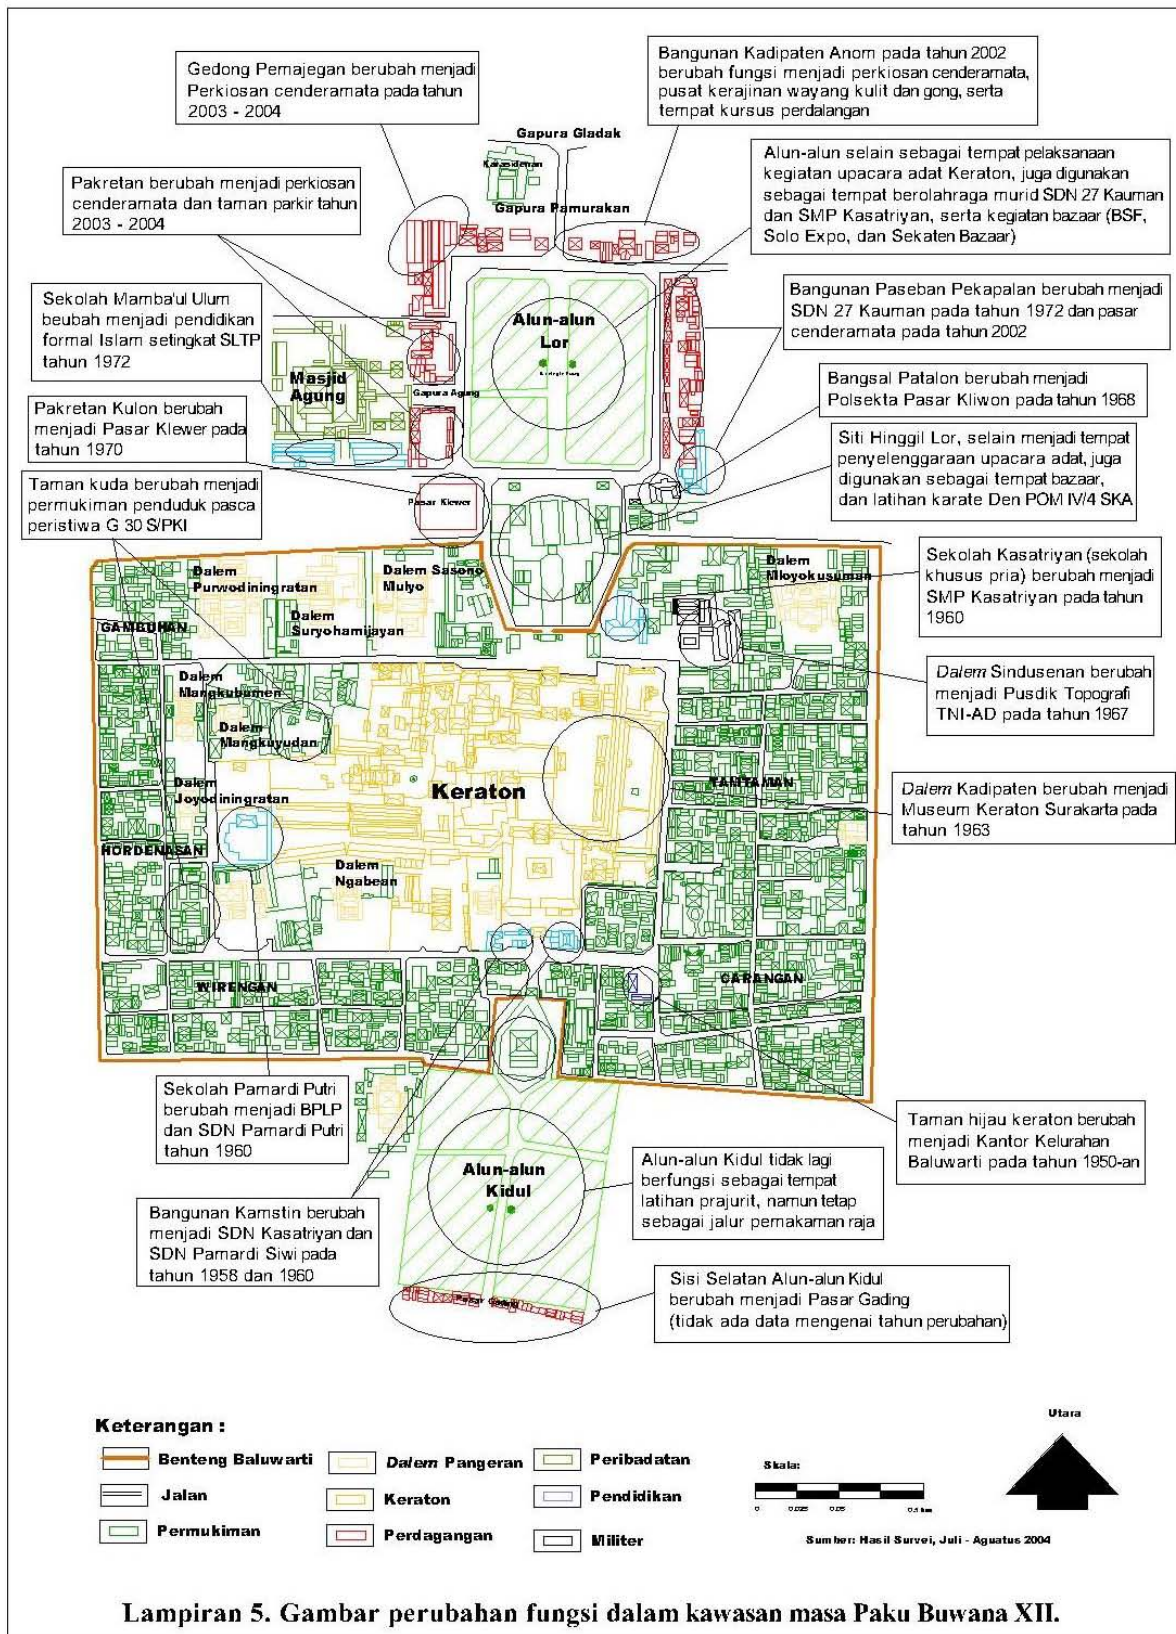 Gedong Pemajegan berubah menjadi
Perkiosan cenderamata pada tahun
2003 - 2004
Bangunan Kadipaten Anom pada tahun 2002
berubah fungsi menjadi perkiosan cenderamata,
pusat kerajinan wayang kulit dan gong, serta
tempat kursus perdalangan
Gapura Gladak
Karesidenan
Gapura Pamurakan
Pakretan berubah menjadi perkiosan
cenderamata dan taman parkir tahun
2003 - 2004
Alun-alun selain sebagai tempat pelaksanaan
kegiatan upacara adat Keraton, juga digunakan
sebagai tempat berolahraga murid SDN 27 Kauman
dan SMP Kasatriyan, serta kegiatan bazaar (BSF,
Solo Expo, dan Sekaten Bazaar)
Sekolah Mamba'ul Ulum
beubah menjadi pendidikan
formal Islam setingkat SLTP
tahun 1972
Alun-alun
Lor
Bangunan Paseban Pekapalan berubah menjadi
SDN 27 Kauman pada tahun 1972 dan pasar
cenderamata pada tahun 2002
Masjid
Agung
Gapura Agung
Bangsal Patalon berubah menjadi
Polsekta Pasar Kliwon pada tahun 1968
Pakretan Kulon berubah
menjadi Pasar Klewer pada
tahun 1970
Siti Hinggil Lor, selain menjadi tempat
penyelenggaraan upacara adat, juga
digunakan sebagai tempat bazaar,
dan latihan karate Den POM IV/4 SKA
Taman kuda berubah menjadi
permukiman penduduk pasca
peristiwa G 30 S/PKI
Pasar Klewer
Dalem
Purwodiningratan
Dalem Sasono
Mulyo
Dalem
Mloyokusuman
Sekolah Kasatriyan (sekolah
khusus pria) berubah menjadi
SMP Kasatriyan pada tahun
1960
GAMBUHAN
Dalem
Suryohamijayan
Dalem
Mangkubumen
Dalem
Mangkuyudan
Dalem Sindusenan berubah
menjadi Pusdik Topografi
TNI-AD pada tahun 1967
Dalem
Joyodiningratan
Keraton
TAMTAMAN
Dalem Kadipaten berubah menjadi
Museum Keraton Surakarta pada
tahun 1963
HORDENASAN
Dalem
Ngabean
WIRENGAN
CARANGAN
Sekolah Pamardi Putri
berubah menjadi BPLP
dan SDN Pamardi Putri
tahun 1960
Taman hijau keraton berubah
menjadi Kantor Kelurahan
Baluwarti pada tahun 1950-an
Alun-alun
Kidul
Alun-alun Kidul tidak lagi
berfungsi sebagai tempat
latihan prajurit, namun tetap
sebagai jalur pemakaman raja
Bangunan Kamstin berubah
menjadi SDN Kasatriyan dan
SDN Pamardi Siwi pada
tahun 1958 dan 1960
Pasar Gading
Sisi Selatan Alun-alun Kidul
berubah menjadi Pasar Gading
(tidak ada data mengenai tahun perubahan)
Keterangan :
Benteng Baluwarti
Dalem Pangeran
Peribadatan
Jalan
Keraton
Pendidikan
Permukiman
Perdagangan
Militer
Skala:
0 0.025 0.05 0.1 km
Utara
Sumber: Hasil Survei, Juli - Agustus 2004
Lampiran 5. Gambar perubahan fungsi dalam kawasan masa Paku Buwana XII.